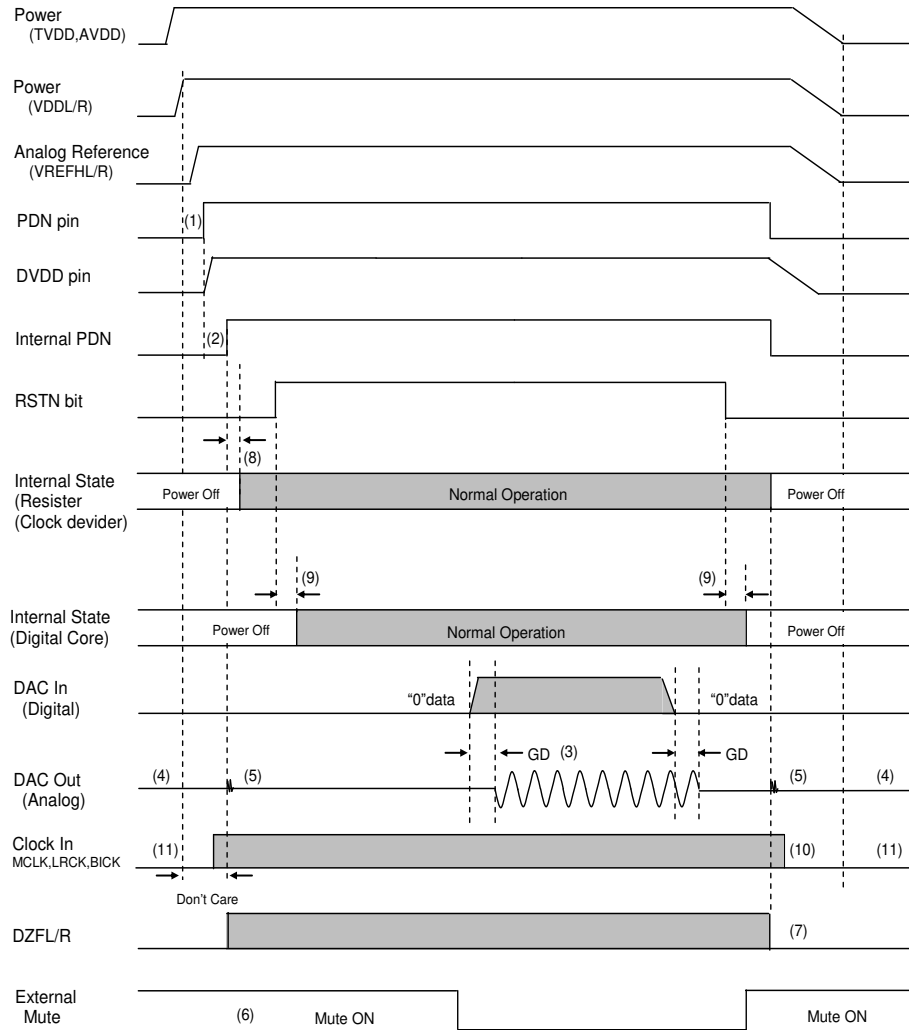 Power
(TVDD,AVDD)
Power
(VDDL/R)
Analog Reference
(VREFHL/R)
PDN pin
(1)
DVDD pin
Internal PDN
(2)
RSTN bit
(8)
Internal State
(Resister
(Clock devider)
Power Off
Normal Operation
Power Off
(9)
(9)
Internal State
(Digital Core)
Power Off
Normal Operation
Power Off
DAC In
(Digital)
“0”data
“0”data
GD (3)
GD
DAC Out
(Analog)
(4)
(5)
(5)
(4)
Clock In
MCLK,LRCK,BICK
(11)
(10)
(11)
Don't Care
DZFL/R
(7)
External
Mute
(6)
Mute ON
Mute ON